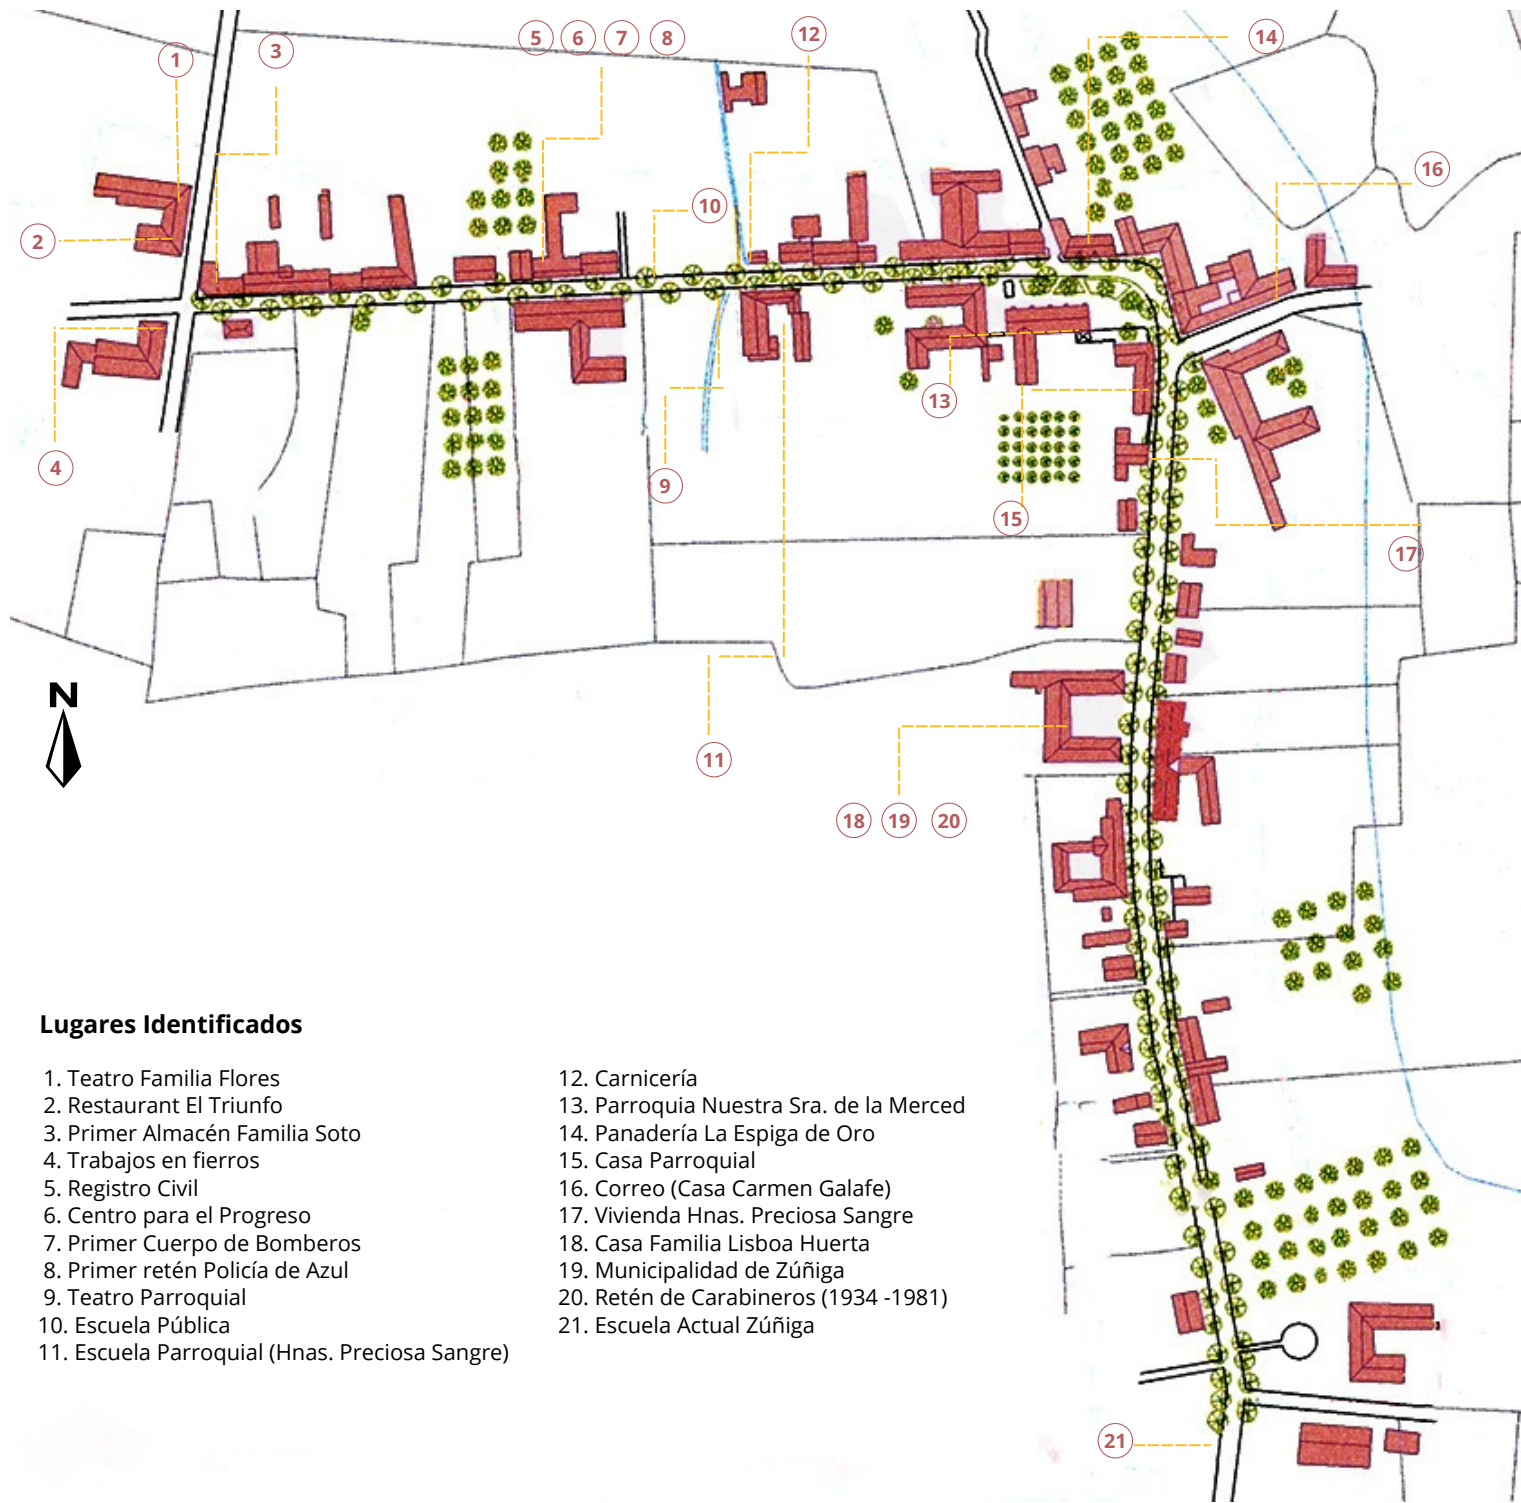 1
3
5 6 7 8
12
14
16
2
10
13
4
9
15
17
N
11
18 19 20
Lugares Identificados
1. Teatro Familia Flores
2. Restaurant El Triunfo
3. Primer Almacén Familia Soto
4. Trabajos en fierros
5. Registro Civil
6. Centro para el Progreso
7. Primer Cuerpo de Bomberos
8. Primer retén Policía de Azul
9. Teatro Parroquial
10. Escuela Pública
11. Escuela Parroquial (Hnas. Preciosa Sangre)
12. Carnicería
13. Parroquia Nuestra Sra. de la Merced
14. Panadería La Espiga de Oro
15. Casa Parroquial
16. Correo (Casa Carmen Galafe)
17. Vivienda Hnas. Preciosa Sangre
18. Casa Familia Lisboa Huerta
19. Municipalidad de Zúñiga
20. Retén de Carabineros (1934 -1981)
21. Escuela Actual Zúñiga
21